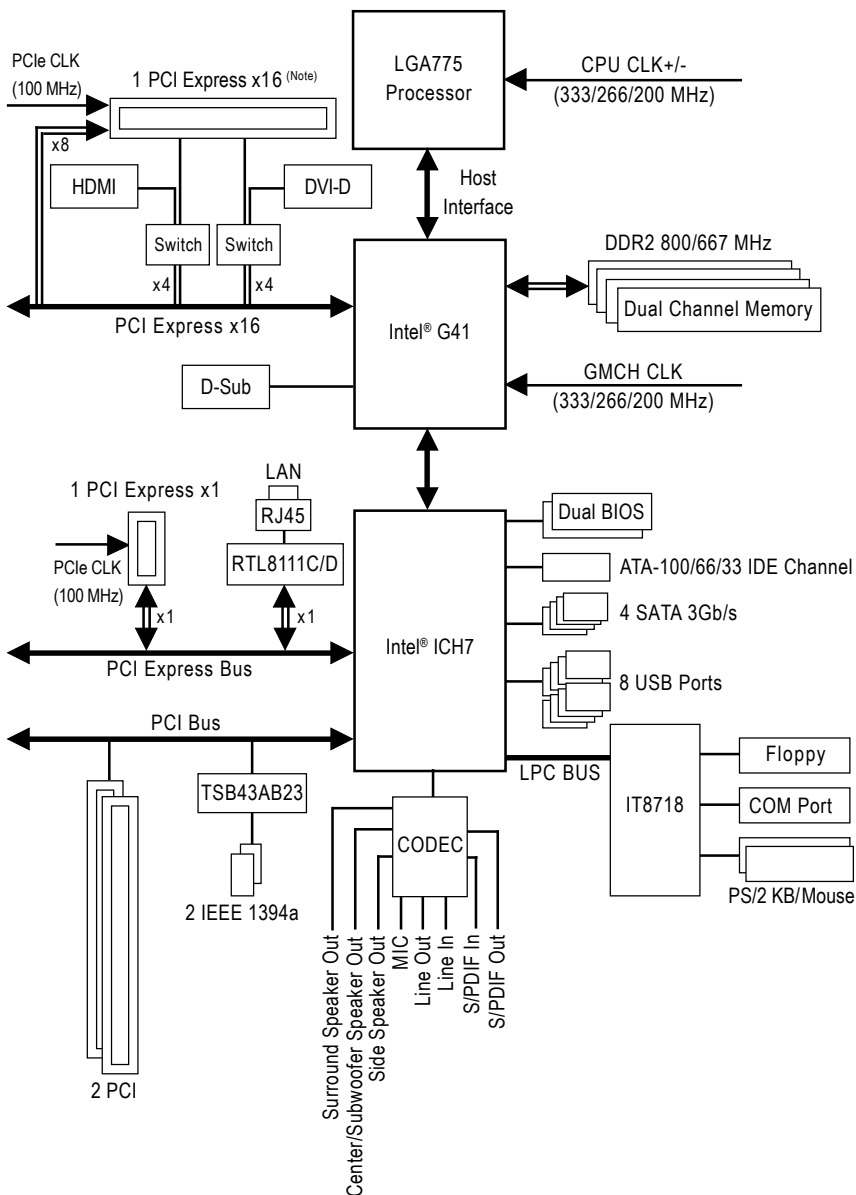 PCIe CLK
(100 MHz)
1 PCI Express x16 (Note)
x8
LGA775
Processor
CPU CLK+/-
(333/266/200 MHz)
HDMI
DVI-D
Host
Interface
Switch
Switch
x4
x4
PCI Express x16
DDR2 800/667 MHz
Dual Channel Memory
Intel® G41
D-Sub
GMCH CLK
(333/266/200 MHz)
1 PCI Express x1
LAN
RJ45
RTL8111C/D
PCIe CLK
(100 MHz)
x1
x1
PCI Express Bus
Intel® ICH7
Dual BIOS
ATA-100/66/33 IDE Channel
4 SATA 3Gb/s
8 USB Ports
PCI Bus
LPC BUS
TSB43AB23
2 IEEE 1394a
2 PCI
CODEC
IT8718
Floppy
COM Port
PS/2 KB/Mouse
Surround Speaker Out
Center/Subwoofer Speaker Out
Side Speaker Out
MIC
Line Out
Line In
S/PDIF In
S/PDIF Out